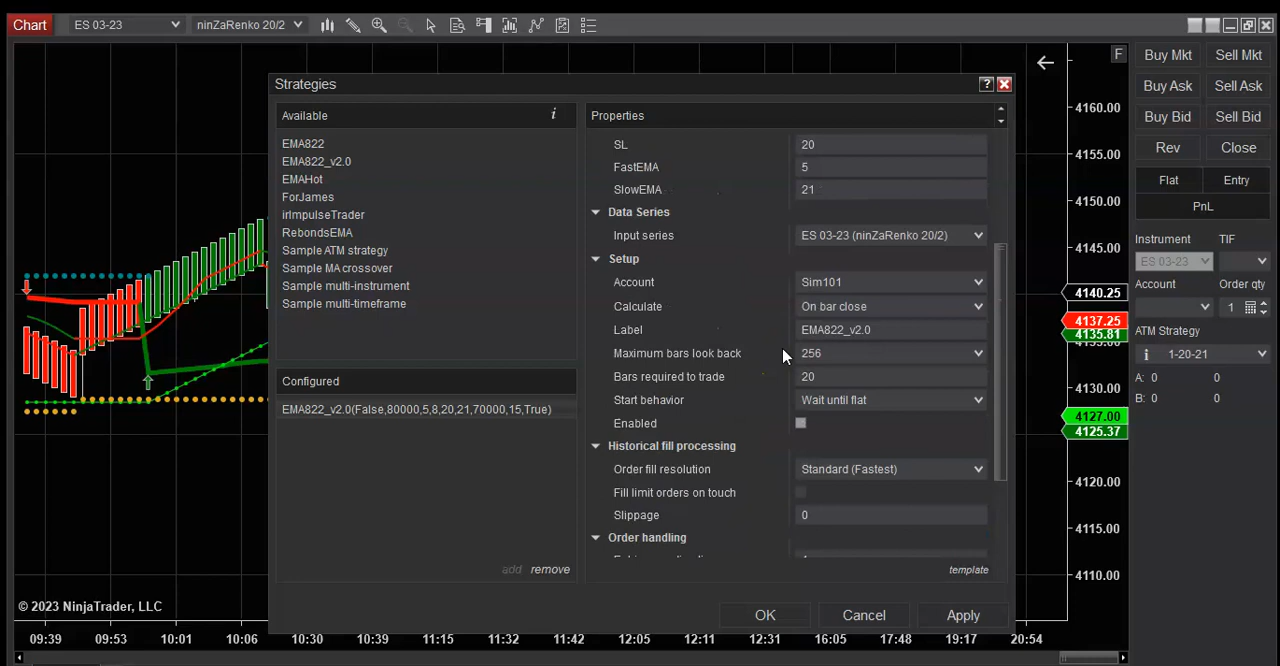 Chart ES 03-23 ninZaRenko 20/2
F
Buy Mkt Sell Mkt
Buy Ask Sell Ask
Buy Bid Sell Bid
Rev Close
Flat Entry
PnL
Instrument TIF
ES 03-23
Account Order qty
1
ATM Strategy
i 1-20-21
A: 0 0
B: 0 0
Strategies ?
Available i
EMA822
EMA822_v2.0
EMAHot
ForJames
irImpulseTrader
RebondsEMA
Sample ATM strategy
Sample MA crossover
Sample multi-instrument
Sample multi-timeframe
Configured
EMA822_v2.0(False,80000,5,8,20,21,70000,15,True)
add remove
Properties
SL 20
FastEMA 5
SlowEMA 21
Data Series
Input series ES 03-23 (ninZaRenko 20/2)
Setup
Account Sim101
Calculate On bar close
Label EMA822_v2.0
Maximum bars look back 256
Bars required to trade 20
Start behavior Wait until flat
Enabled
Historical fill processing
Order fill resolution Standard (Fastest)
Fill limit orders on touch
Slippage 0
Order handling
template
OK Cancel Apply
4160.00
4155.00
4150.00
4145.00
4140.25
4137.25
4135.81
4130.00
4127.00
4125.37
4120.00
4115.00
4110.00
© 2023 NinjaTrader, LLC
09:39 09:53 10:01 10:06 10:30 10:39 11:15 11:32 11:42 12:05 12:11 12:31 16:05 17:48 19:17 20:54